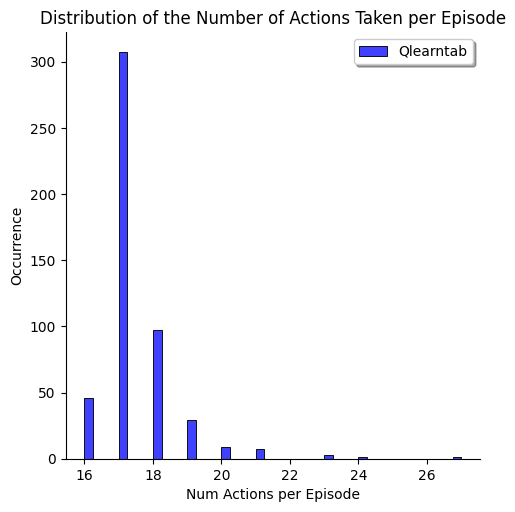 Distribution of the Number of Actions Taken per Episode
Qlearntab
300
250
200
150
100
50
0
Occurrence
16 18 20 22 24 26
Num Actions per Episode